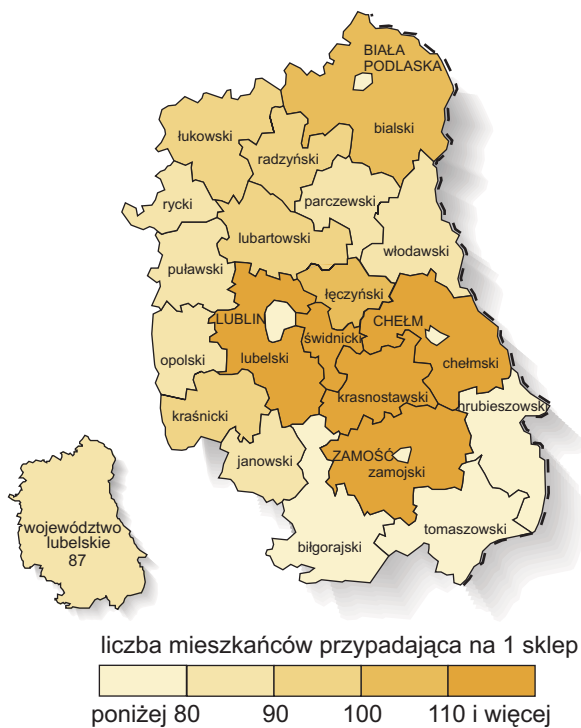 BIAŁA
PODLASKA
bialski
łukowski
radzyński
rycki
parczewski
lubartowski
włodawski
puławski
łęczyński
LUBLIN
CHEŁM
świdnicki
opolski
lubelski
chełmski
krasnostawski
hrubieszowski
kraśnicki
ZAMOŚĆ
janowski
zamojski
województwo
lubelskie
87
tomaszowski
biłgorajski
liczba mieszkańców przypadająca na 1 sklep
poniżej 80 90 100 110 i więcej